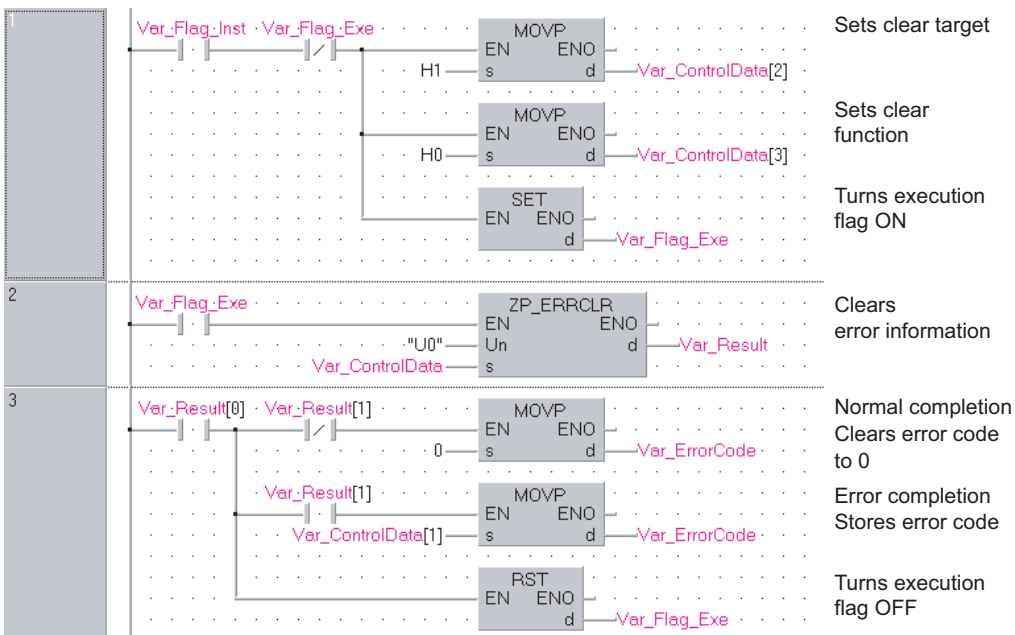 1
Var_Flag_Inst Var_Flag_Exe
MOVP
EN ENO
H1 s d Var_ControlData[2]
Sets clear target
MOVP
EN ENO
H0 s d Var_ControlData[3]
Sets clear
function
SET
EN ENO
d Var_Flag_Exe
Turns execution
flag ON
2
Var_Flag_Exe
ZP_ERRCLR
EN ENO
"U0" Un d Var_Result
Var_ControlData s
Clears
error information
3
Var_Result[0] Var_Result[1]
MOVP
EN ENO
0 s d Var_ErrorCode
Normal completion
Clears error code
to 0
Var_Result[1]
MOVP
EN ENO
Var_ControlData[1] s d Var_ErrorCode
Error completion
Stores error code
RST
EN ENO
d Var_Flag_Exe
Turns execution
flag OFF